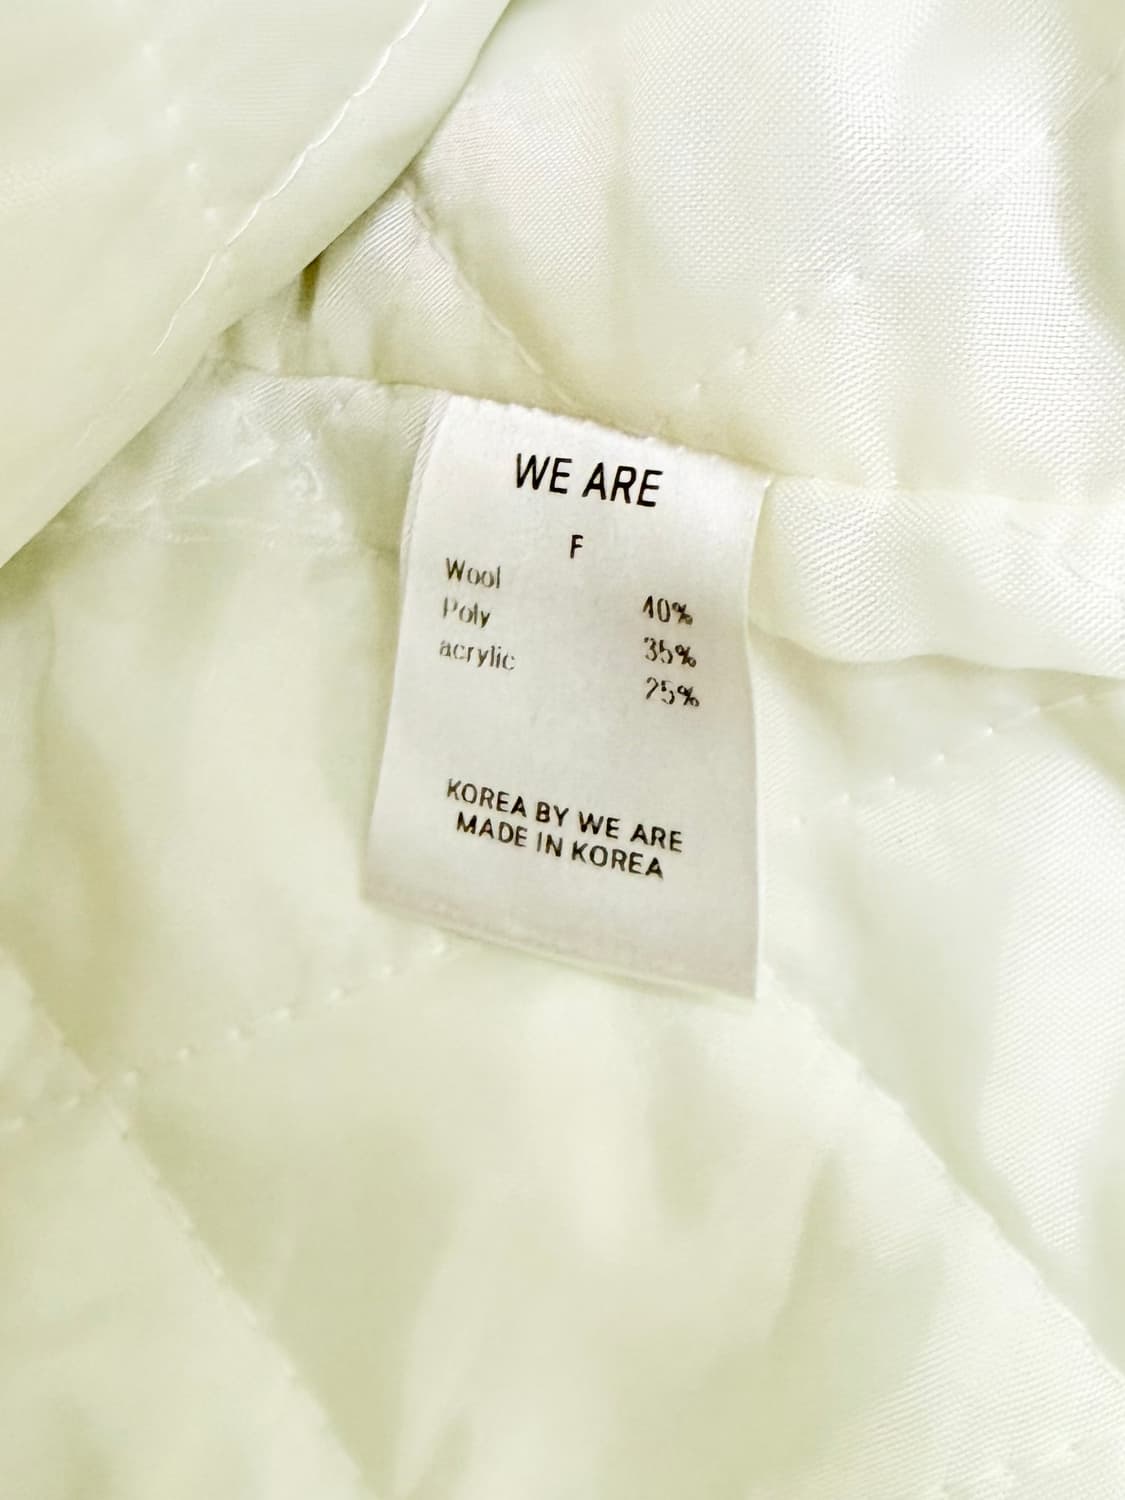 WE ARE
F
Wool
40%
Poly
35%
acrylic
25%
KOREA BY WE ARE
MADE IN KOREA